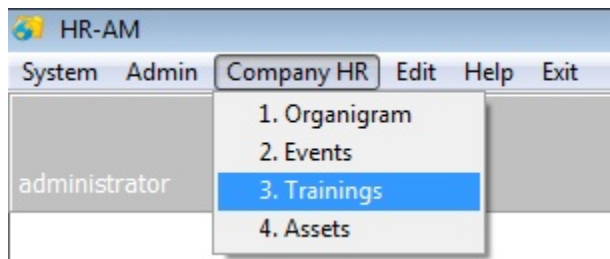 HR-AM
System Admin Company HR Edit Help Exit
1. Organigram
2. Events
administrator
3. Trainings
4. Assets